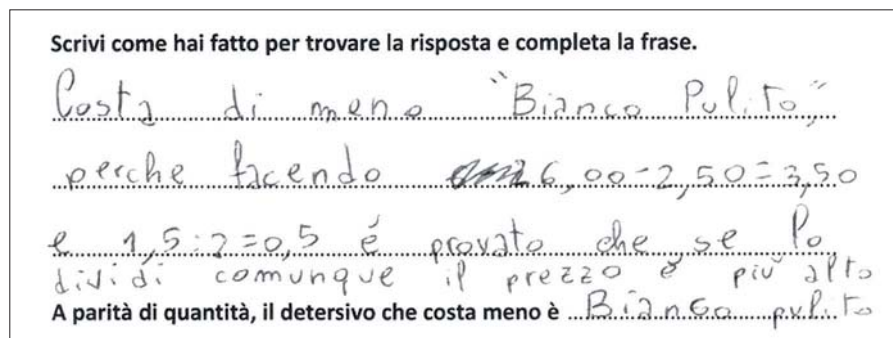 Scrivi come hai fatto per trovare la risposta e completa la frase.
Costa di meno "Bianco Pulito",
perche facendo 6,00-2,50=3,50
e 1,5:2=0,5 é provato che se lo
dividi comunque il prezzo é più alto
A parità di quantità, il detersivo che costa meno è Bianco pulito